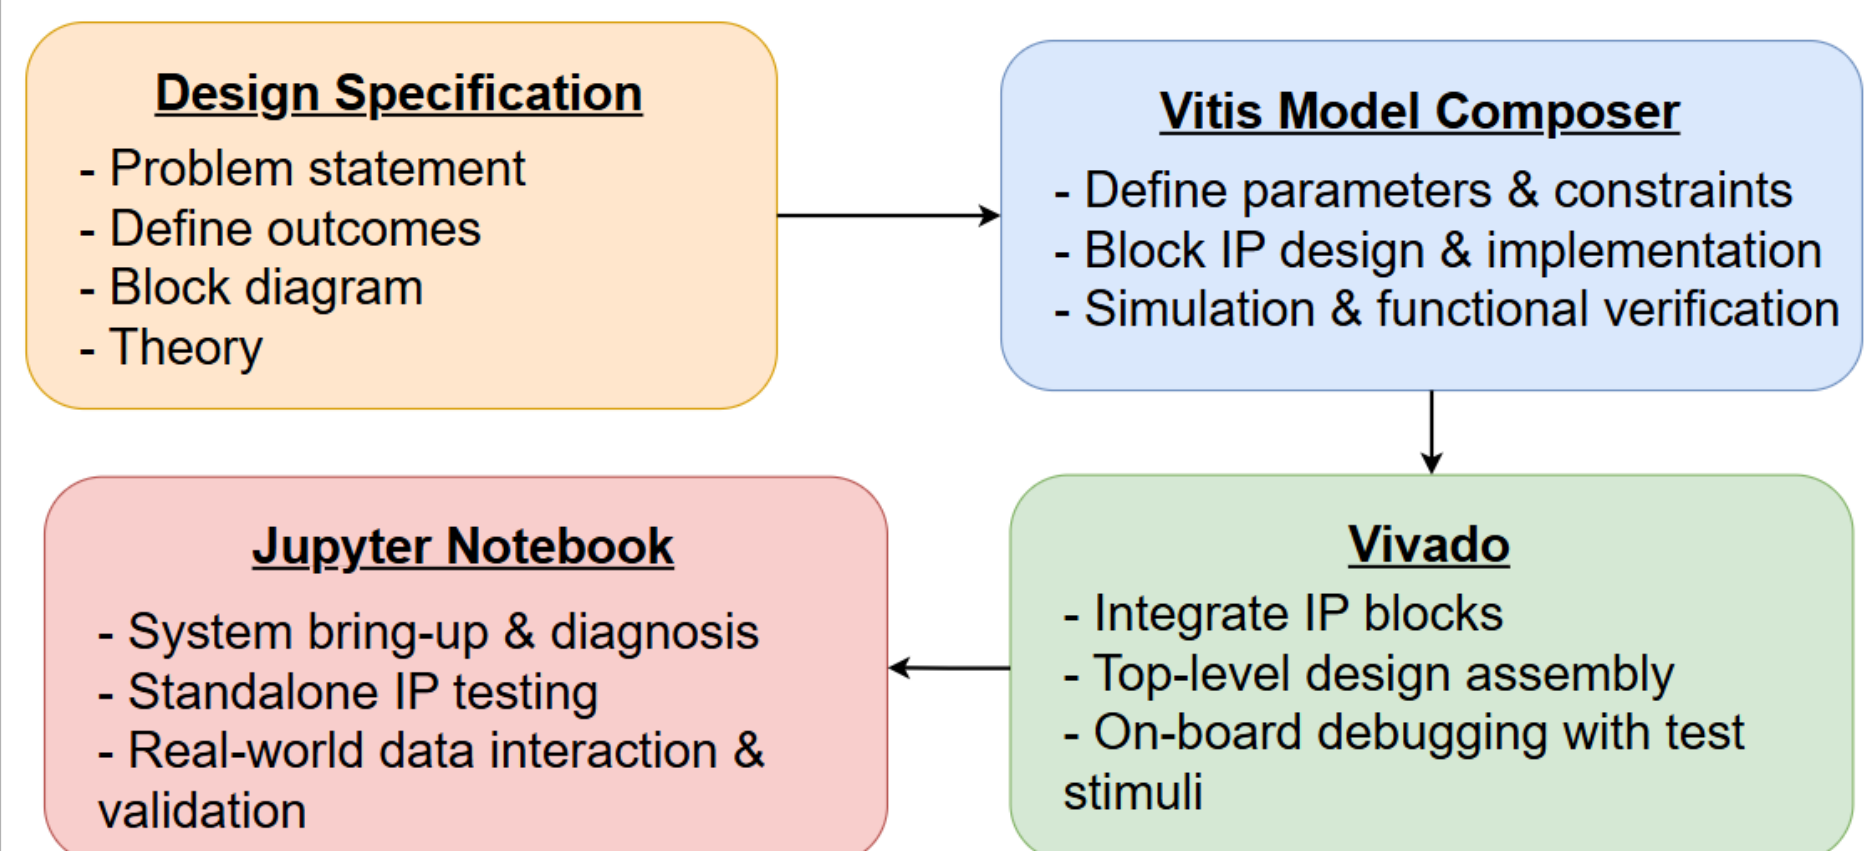 Design Specification
- Problem statement
- Define outcomes
- Block diagram
- Theory
Vitis Model Composer
- Define parameters & constraints
- Block IP design & implementation
- Simulation & functional verification
Jupyter Notebook
- System bring-up & diagnosis
- Standalone IP testing
- Real-world data interaction &
validation
Vivado
- Integrate IP blocks
- Top-level design assembly
- On-board debugging with test
stimuli